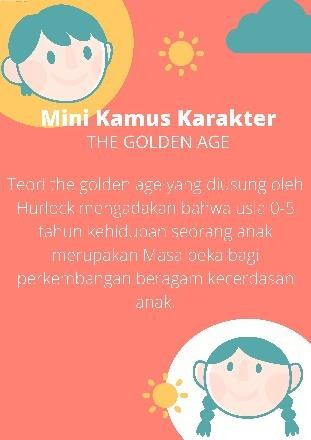 Mini Kamus Karakter
THE GOLDEN AGE
Teori the golden age yang diusung oleh
Hurlock mengadakan bahwa usia 0-5
tahun kehidupan seorang anak
merupakan Masa peka bagi
perkembangan beragam kecerdasan
anak.